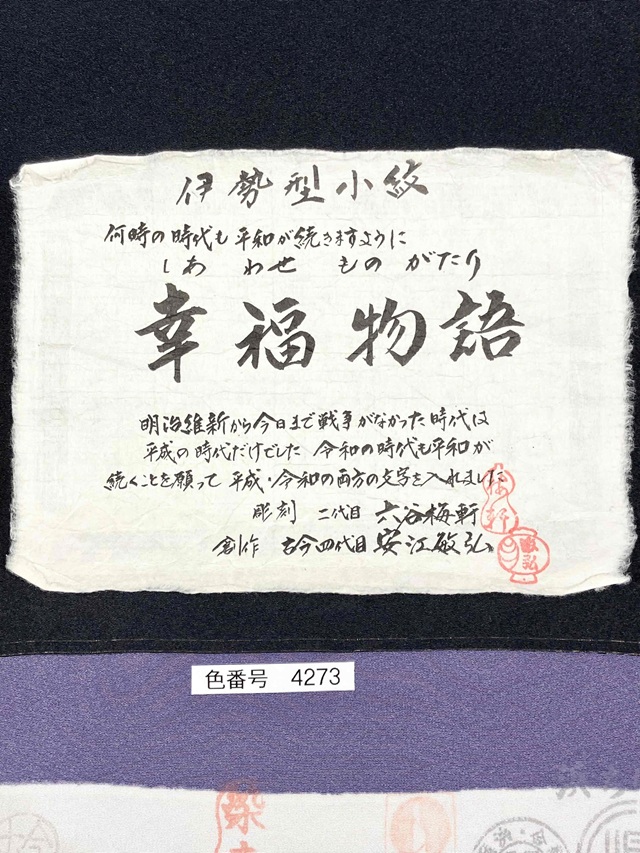 伊勢型小紋
何時の時代も平和が続きますように
しあ わせ もの がたり
幸福物語
明治維新から今日まで戦争がなかった時代は
平成の時代だけでした 令和の時代も平和が
続くことを願って 平成・令和の両方の文字を入れました
彫刻 二代目 六谷梅軒
創作 古今四代目 安江敏弘
色番号 4273
染